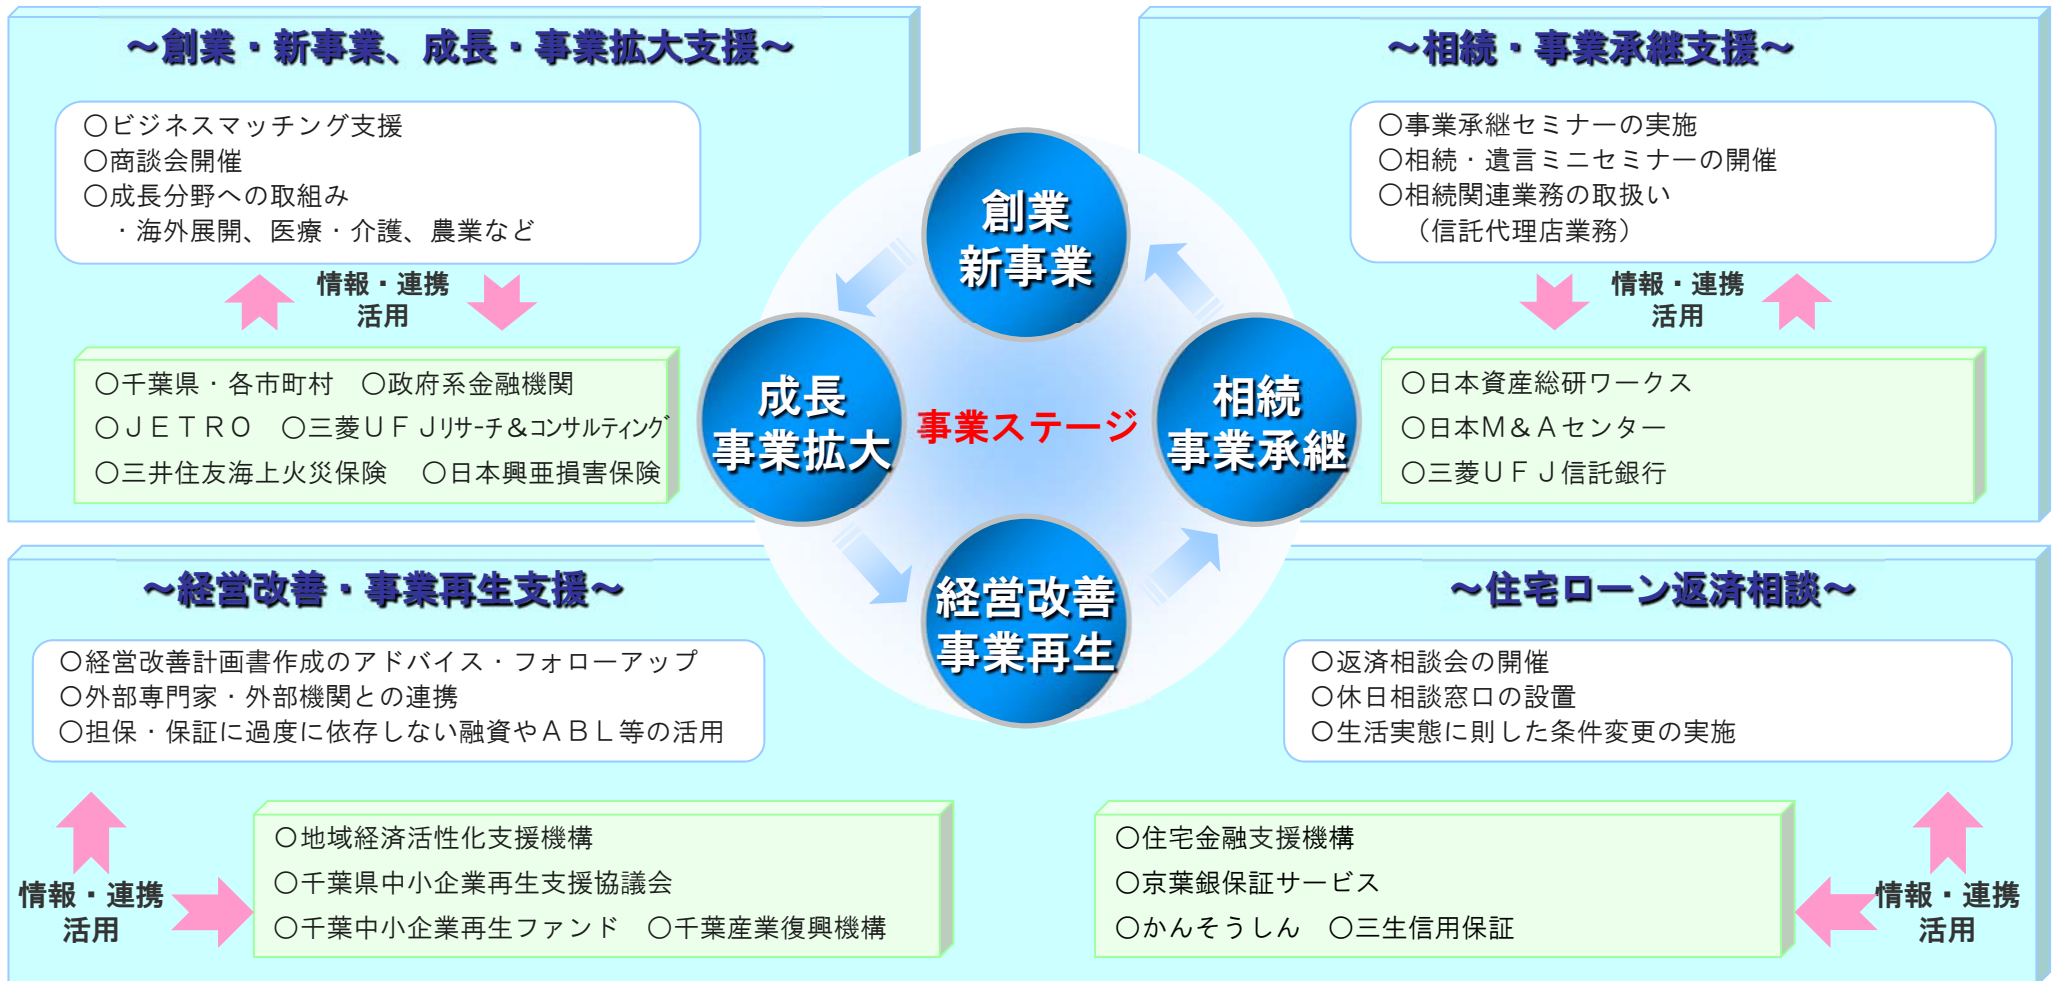 ～創業・新事業、成長・事業拡大支援～
○ビジネスマッチング支援
○商談会開催
○成長分野への取組み
・海外展開、医療・介護、農業など
情報・連携
活用
○千葉県・各市町村　○政府系金融機関
○ＪＥＴＲＯ　○三菱ＵＦＪﾘｻｰﾁ＆ｺﾝｻﾙﾃｨﾝｸﾞ
○三井住友海上火災保険　○日本興亜損害保険
～相続・事業承継支援～
○事業承継セミナーの実施
○相続・遺言ミニセミナーの開催
○相続関連業務の取扱い
（信託代理店業務）
情報・連携
活用
○日本資産総研ワークス
○日本Ｍ＆Ａセンター
○三菱ＵＦＪ信託銀行
創業
新事業
成長
事業拡大
事業ステージ
相続
事業承継
経営改善
事業再生
～経営改善・事業再生支援～
○経営改善計画書作成のアドバイス・フォローアップ
○外部専門家・外部機関との連携
○担保・保証に過度に依存しない融資やＡＢＬ等の活用
情報・連携
活用
○地域経済活性化支援機構
○千葉県中小企業再生支援協議会
○千葉中小企業再生ファンド　○千葉産業復興機構
～住宅ローン返済相談～
○返済相談会の開催
○休日相談窓口の設置
○生活実態に則した条件変更の実施
○住宅金融支援機構
○京葉銀保証サービス
○かんそうしん　○三生信用保証
情報・連携
活用